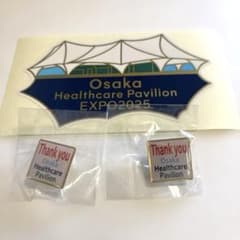 Osaka
Healthcare Pavilion
EXPO2025
Thank you
Osaka
Healthcare
Pavilion
Thank you
Osaka
Healthcare
Pavilion